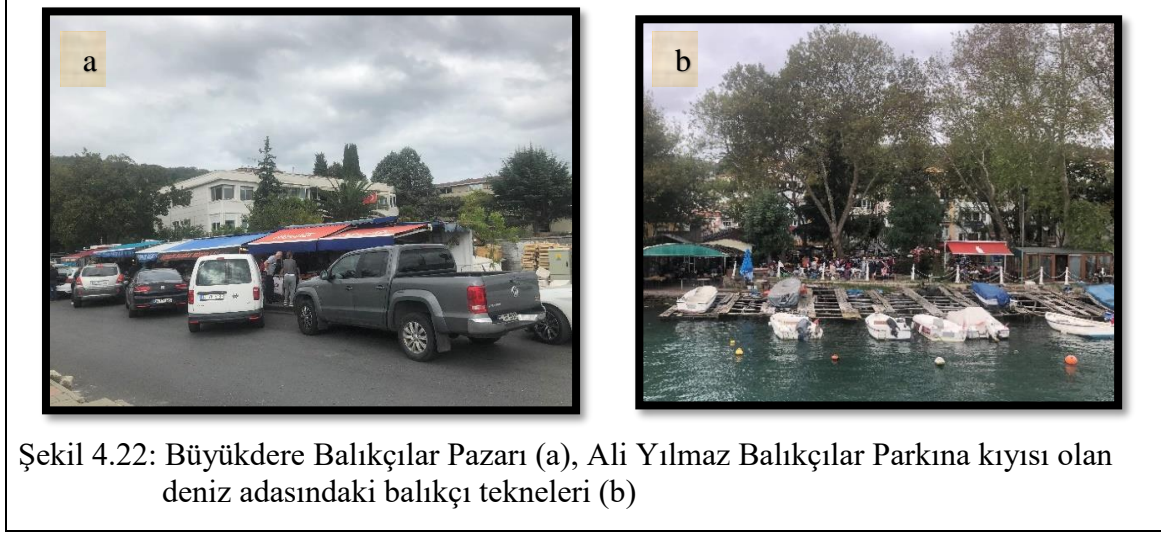 a
b
Şekil 4.22: Büyükdere Balıkçılar Pazarı (a), Ali Yılmaz Balıkçılar Parkına kıyısı olan
deniz adasındaki balıkçı tekneleri (b)